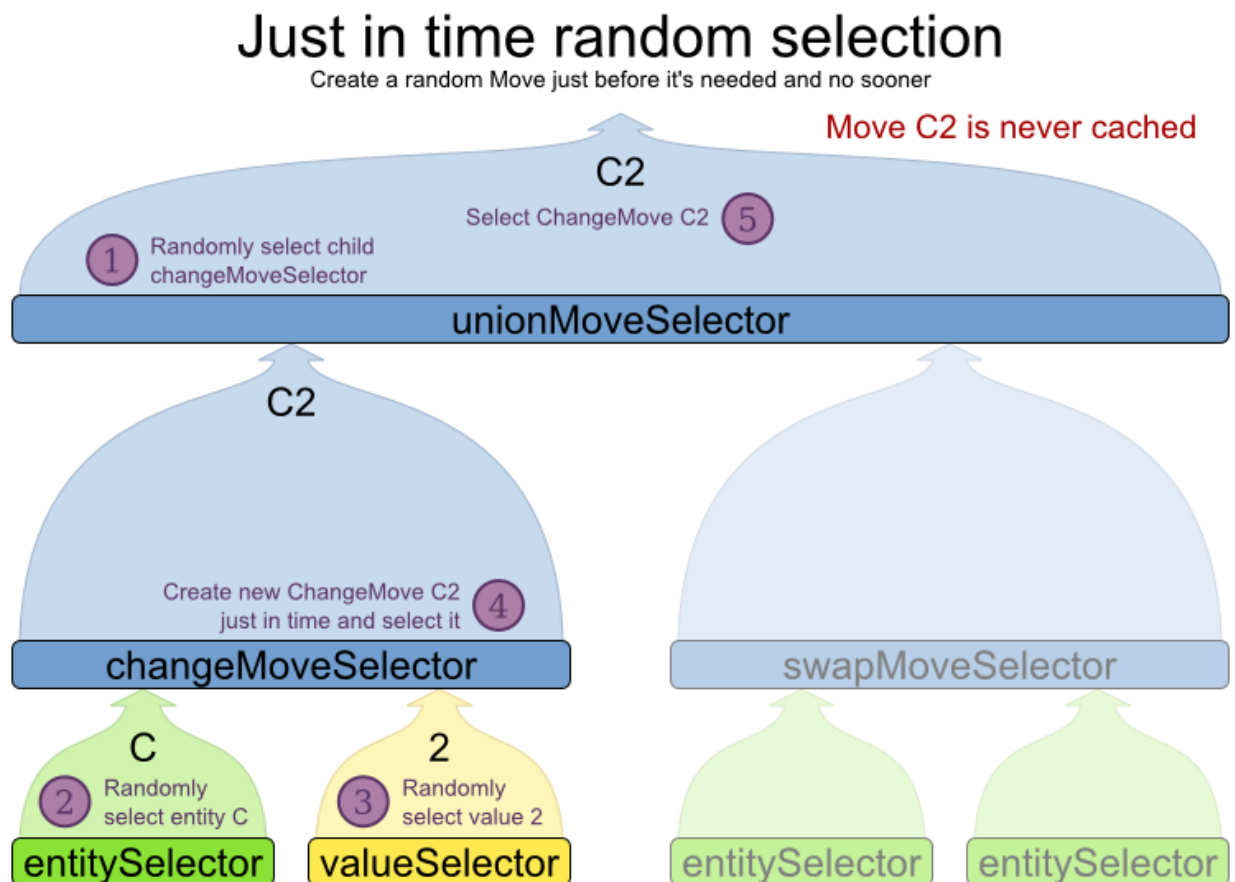 Just in time random selection
Create a random Move just before it's needed and no sooner
Move C2 is never cached
C2
Select ChangeMove C2 5
1 Randomly select child
changeMoveSelector
unionMoveSelector
C2
Create new ChangeMove C2
just in time and select it
4
changeMoveSelector
swapMoveSelector
C
2
2 Randomly
select entity C
3 Randomly
select value 2
entitySelector
valueSelector
entitySelector
entitySelector